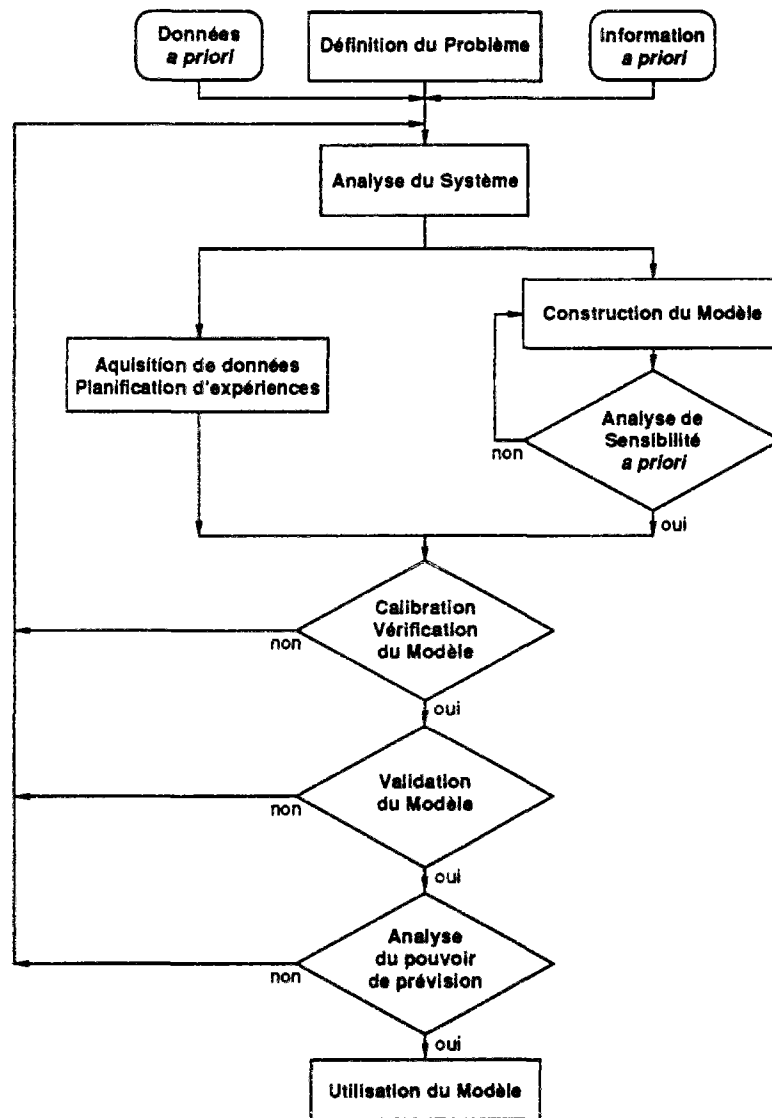 Données
a priori
Définition du Problème
Information
a priori
Analyse du Système
Construction du Modèle
Aquisition de données
Planification d'expériences
Analyse de
Sensibilité
a priori
non
oui
Calibration
Vérification
du Modèle
non
oui
Validation
du Modèle
non
oui
Analyse
du pouvoir
de prévision
non
oui
Utilisation du Modèle